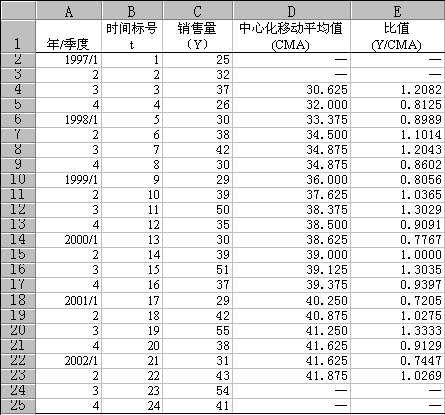 A B C D E
1 年/季度 时间标号 t 销售量 （Y） 中心化移动平均值 (CMA) 比值 (Y/CMA)
2 1997/1 1 25 — —
3 2 2 32 — —
4 3 3 37 30.625 1.2082
5 4 4 26 32.000 0.8125
6 1998/1 5 30 33.375 0.8989
7 2 6 38 34.500 1.1014
8 3 7 42 34.875 1.2043
9 4 8 30 34.875 0.8602
10 1999/1 9 29 36.000 0.8056
11 2 10 39 37.625 1.0365
12 3 11 50 38.375 1.3029
13 4 12 35 38.500 0.9091
14 2000/1 13 30 38.625 0.7767
15 2 14 39 39.000 1.0000
16 3 15 51 39.125 1.3035
17 4 16 37 39.375 0.9397
18 2001/1 17 29 40.250 0.7205
19 2 18 42 40.875 1.0275
20 3 19 55 41.250 1.3333
21 4 20 38 41.625 0.9129
22 2002/1 21 31 41.625 0.7447
23 2 22 43 41.875 1.0269
24 3 23 54 — —
25 4 24 41 — —